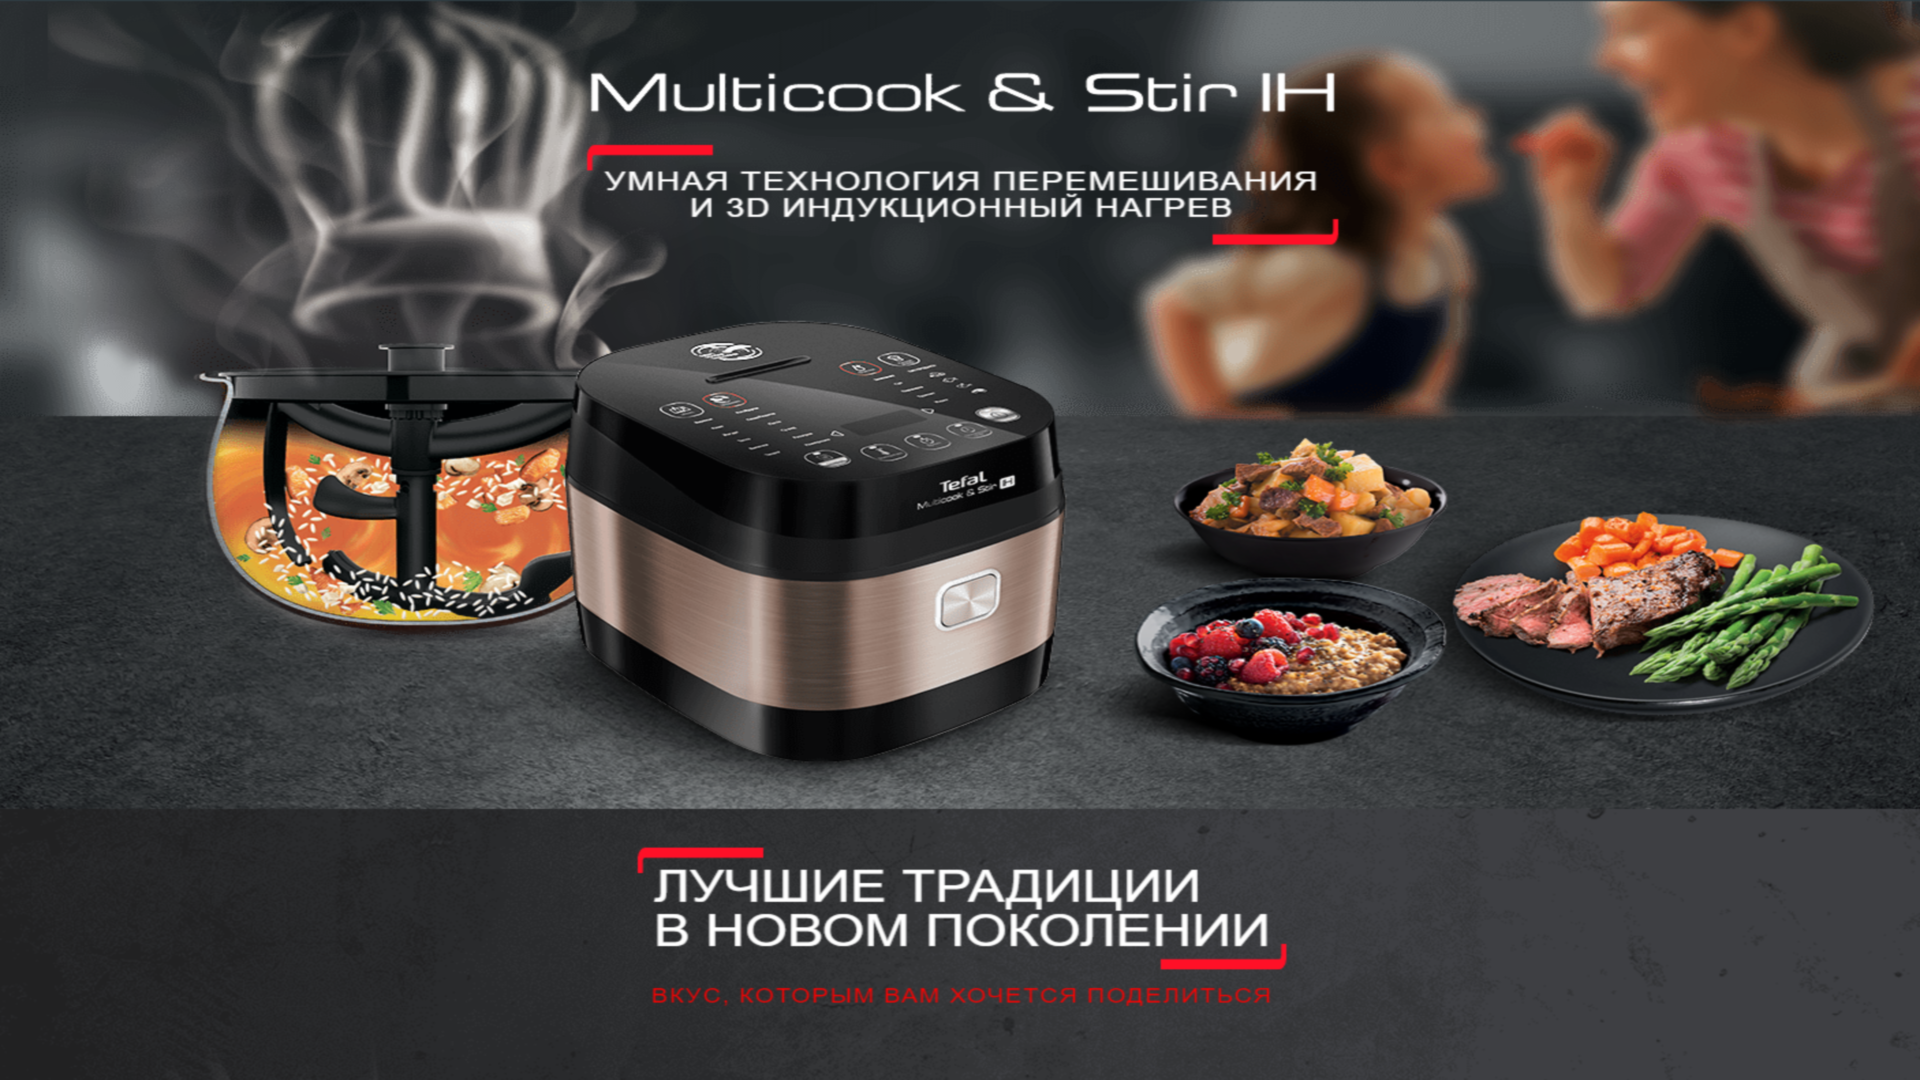 Multicook & Stir IH
УМНАЯ ТЕХНОЛОГИЯ ПЕРЕМЕШИВАНИЯ
И 3D ИНДУКЦИОННЫЙ НАГРЕВ
Tefal
Multicook & Stir IH
ЛУЧШИЕ ТРАДИЦИИ
В НОВОМ ПОКОЛЕНИИ
ВКУС, КОТОРЫМ ВАМ ХОЧЕТСЯ ПОДЕЛИТЬСЯ